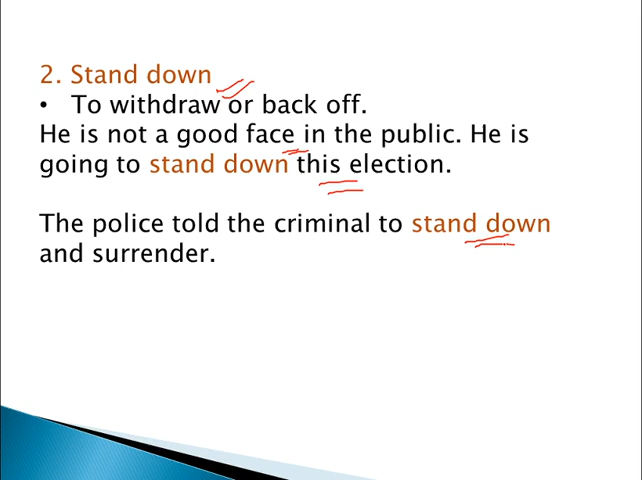 2. Stand down
• To withdraw or back off.
He is not a good face in the public. He is
going to stand down this election.
The police told the criminal to stand down
and surrender.